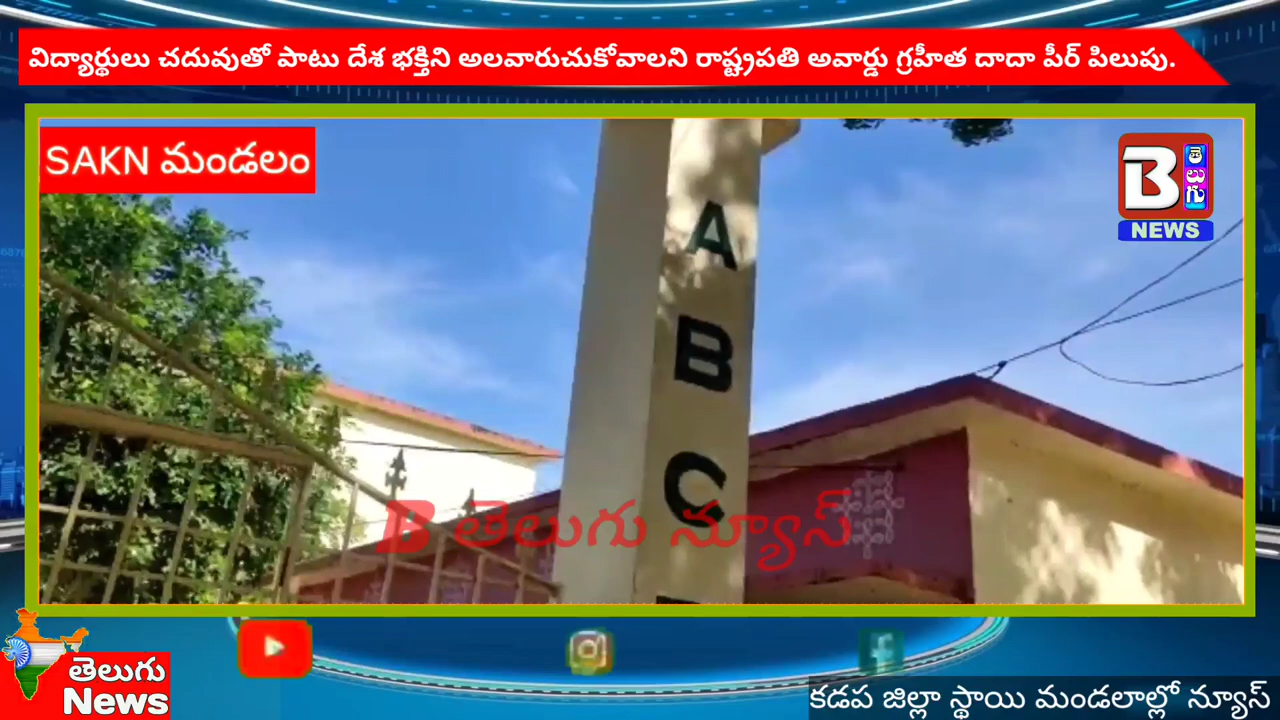 విద్యార్థులు చదువుతో పాటు దేశ భక్తిని అలవారుచుకోవాలని రాష్ట్రపతి అవార్డు గ్రహీత దాదా పీర్ పిలుపు.
SAKN మండలం
B తెలుగు
NEWS
A
B
C
B తెలుగు న్యూస్
తెలుగు
News
కడప జిల్లా స్థాయి మండలాల్లో న్యూస్